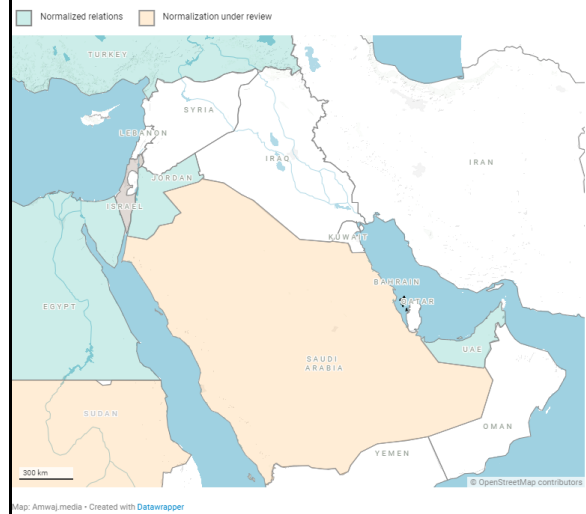 Normalized relations Normalization under review
TURKEY
SYRIA
LEBANON
IRAQ
IRAN
JORDAN
ISRAEL
KUWAIT
BAHRAIN
QATAR
EGYPT
UAE
SAUDI
ARABIA
SUDAN
OMAN
YEMEN
300 km
© OpenStreetMap contributors
Map: Amwaj.media • Created with Datawrapper